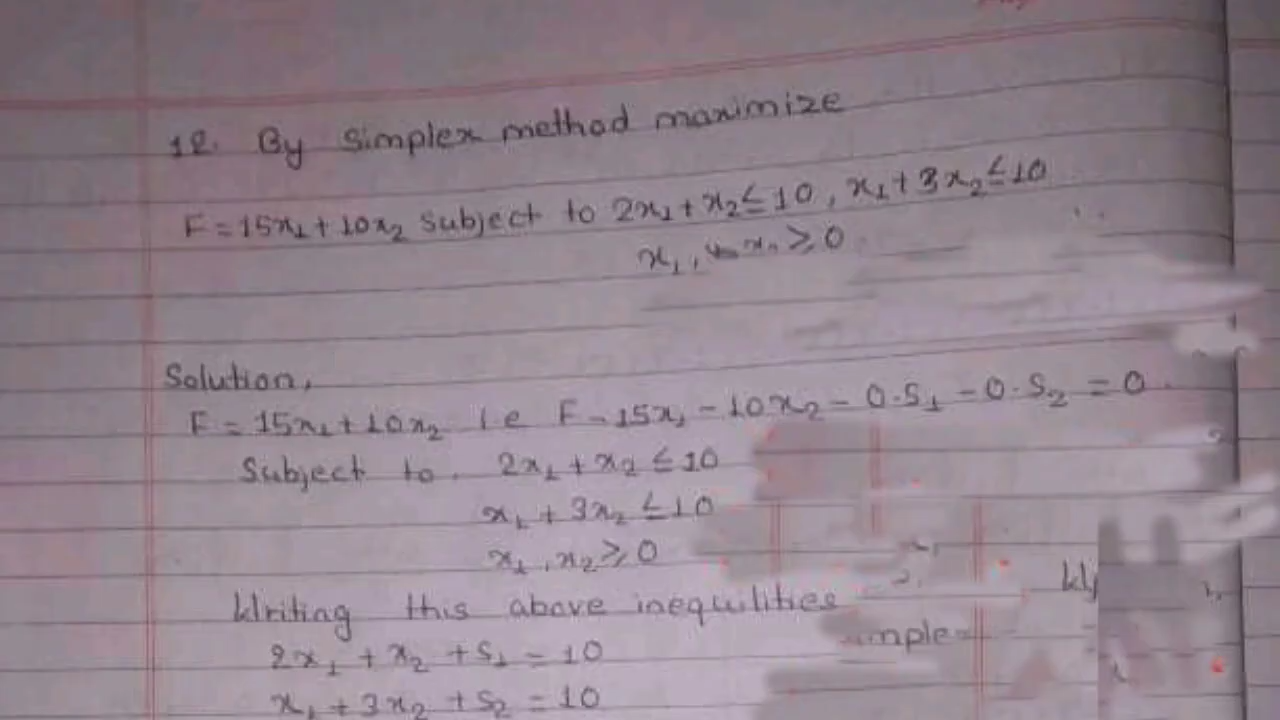 12. By Simplex method maximize
F = 15x₁ + 10x₂ subject to 2x₁ + x₂ ≤ 10, x₁ + 3x₂ ≤ 10
x₁, x₂ ≥ 0
Solution,
F = 15x₁ + 10x₂ i.e F - 15x₁ - 10x₂ - 0·S₁ - 0·S₂ = 0
Subject to. 2x₁ + x₂ ≤ 10
x₁ + 3x₂ ≤ 10
x₁, x₂ ≥ 0
Writing this above inequilities
2x₁ + x₂ + S₁ = 10
x₁ + 3x₂ + S₂ = 10